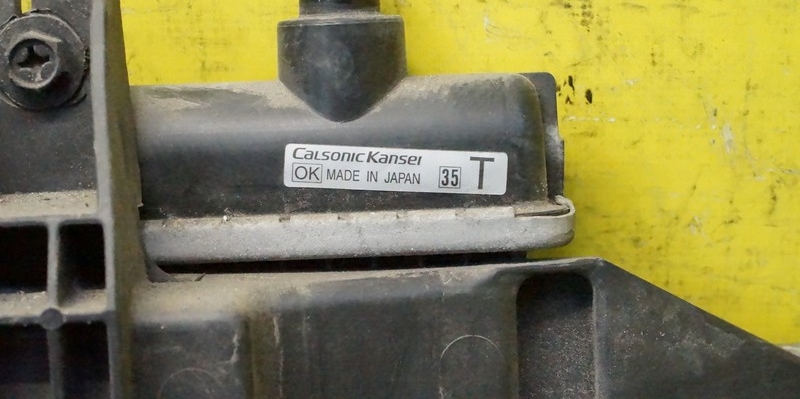 CalsonicKansei
OK MADE IN JAPAN 35 T